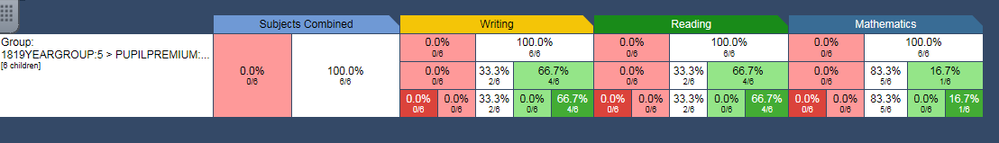 Subjects Combined Writing Reading Mathematics
Group:
1819YEARGROUP:5 > PUPILPREMIUM:...
[6 children]
0.0% 100.0%
0/6 6/6
0.0% 100.0% 0.0% 100.0% 0.0% 100.0%
0/6 6/6 0/6 6/6 0/6 6/6
0.0% 33.3% 66.7% 0.0% 33.3% 66.7% 0.0% 83.3% 16.7%
0/6 2/6 4/6 0/6 2/6 4/6 0/6 5/6 1/6
0.0% 0.0% 33.3% 0.0% 66.7% 0.0% 0.0% 33.3% 0.0% 66.7% 0.0% 0.0% 83.3% 0.0% 16.7%
0/6 0/6 2/6 0/6 4/6 0/6 0/6 2/6 0/6 4/6 0/6 0/6 5/6 0/6 1/6